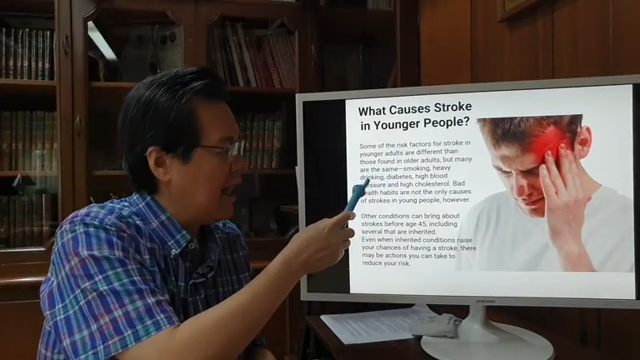 What Causes Stroke
in Younger People?
Some of the risk factors for stroke in
younger adults are different than
those found in older adults, but many
are the same—smoking, heavy
drinking, diabetes, high blood
and high cholesterol. Bad
habits are not the only causes
of strokes in young people, however.
Other conditions can bring about
strokes before age 45, including
several that are inherited.
Even when inherited conditions raise
your chances of having a stroke, there
may be actions you can take to
reduce your risk.
SAMSUNG